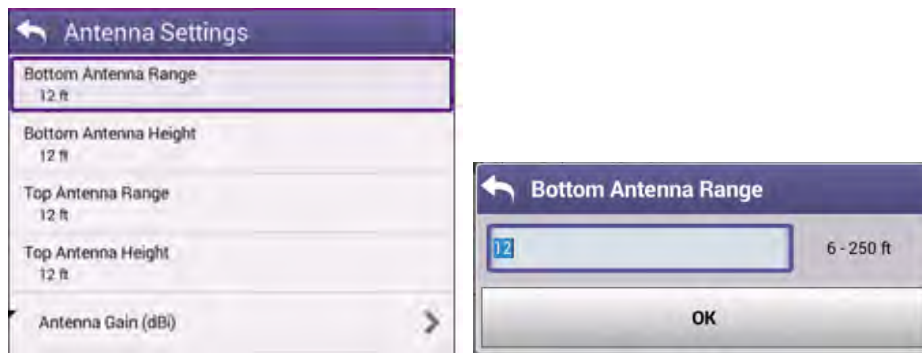 Antenna Settings
Bottom Antenna Range
12 ft
Bottom Antenna Height
12 ft
Top Antenna Range
12 ft
Top Antenna Height
12 ft
Antenna Gain (dBi)
Bottom Antenna Range
12
6 - 250 ft
OK